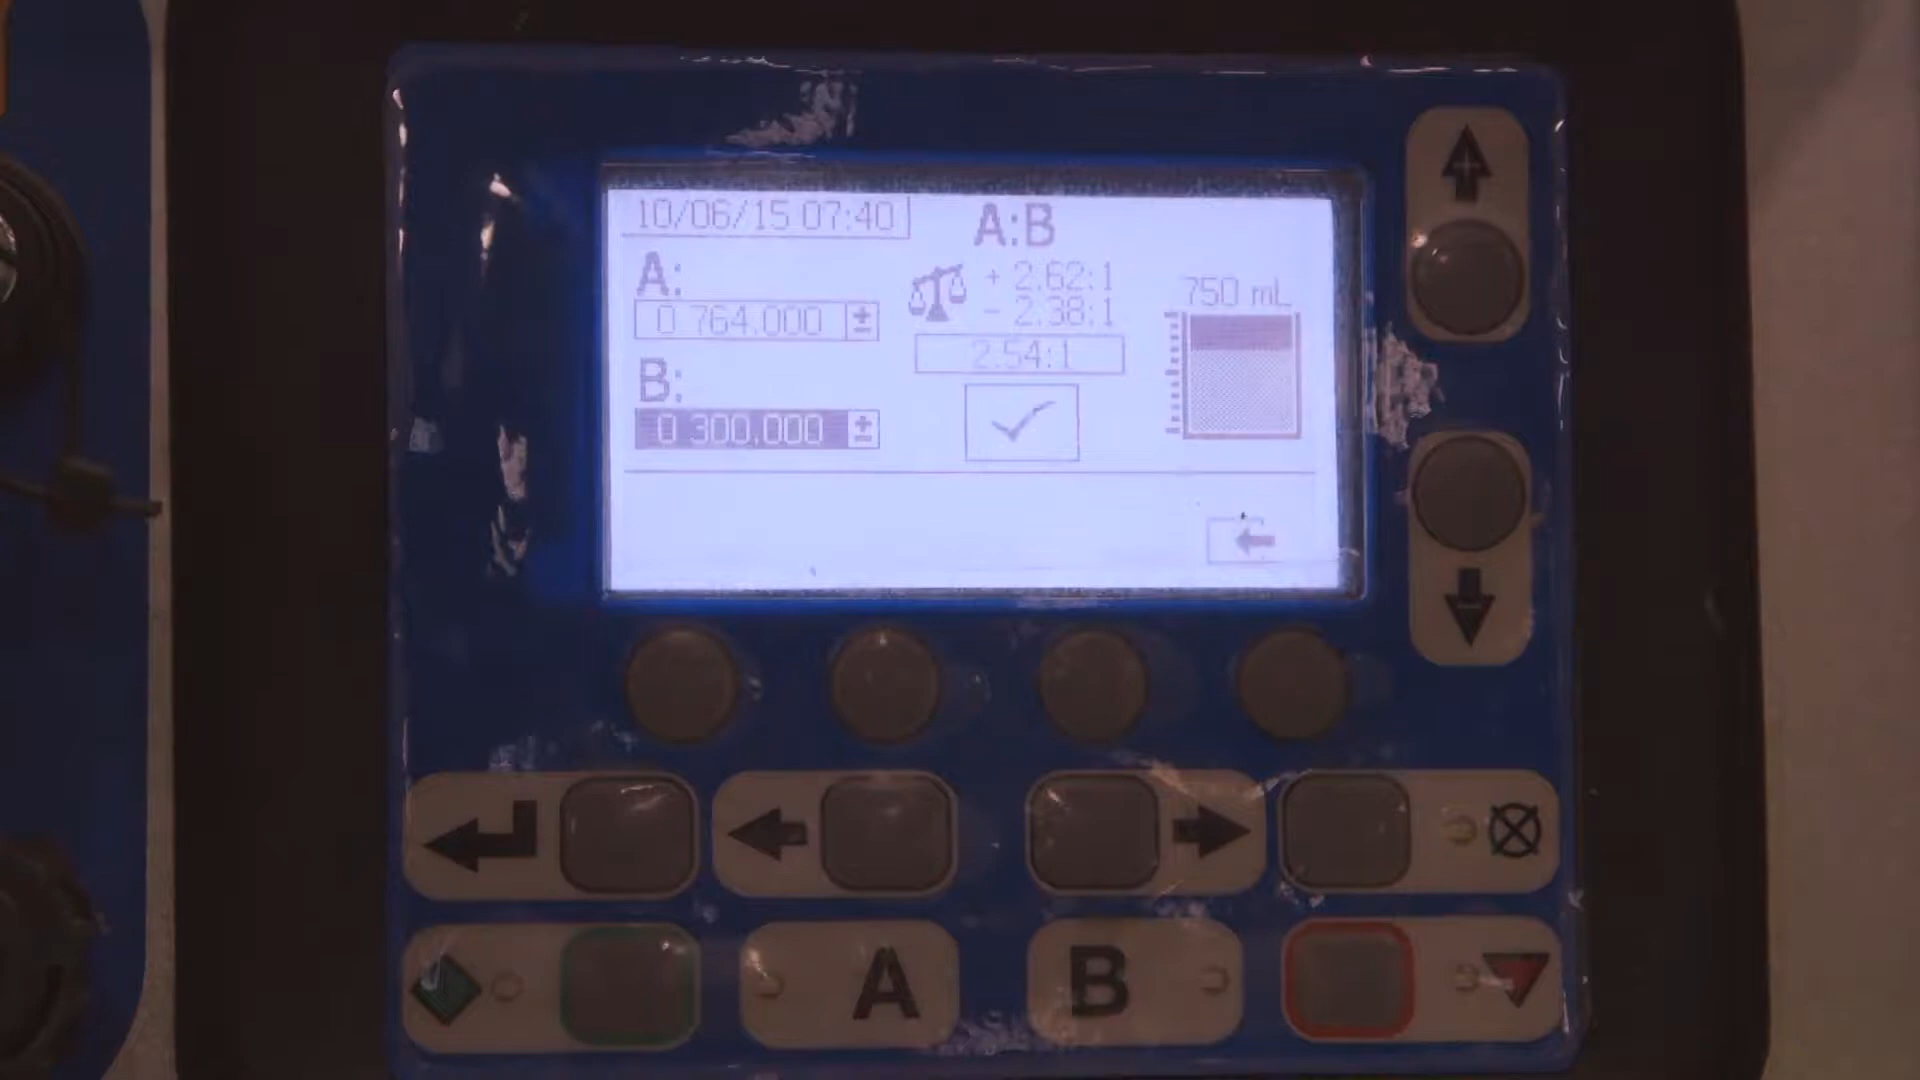 10/06/15 07:40
A:B
A:
0 764.000
+ 2.62:1
- 2.38:1
750 mL
2.54:1
B:
0 300.000
A
B